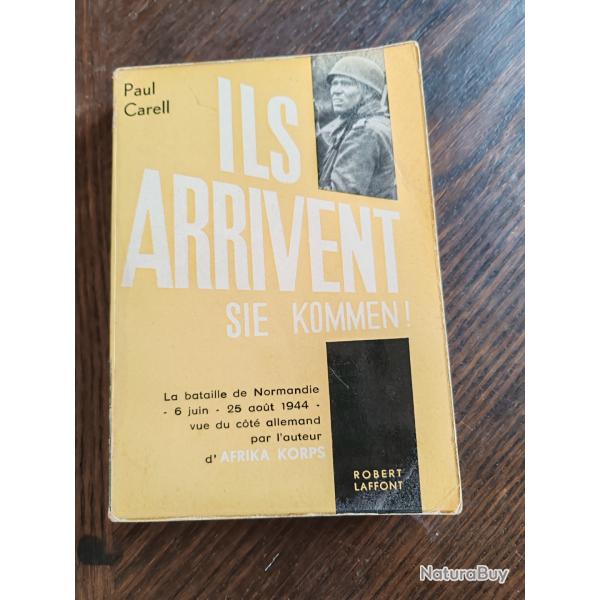 Paul
Carell
ILS
ARRIVENT
SIE KOMMEN!
La bataille de Normandie
- 6 juin - 25 août 1944 -
vue du côté allemand
par l'auteur
d'AFRIKA KORPS
ROBERT
LAFFONT
NaturaBuy